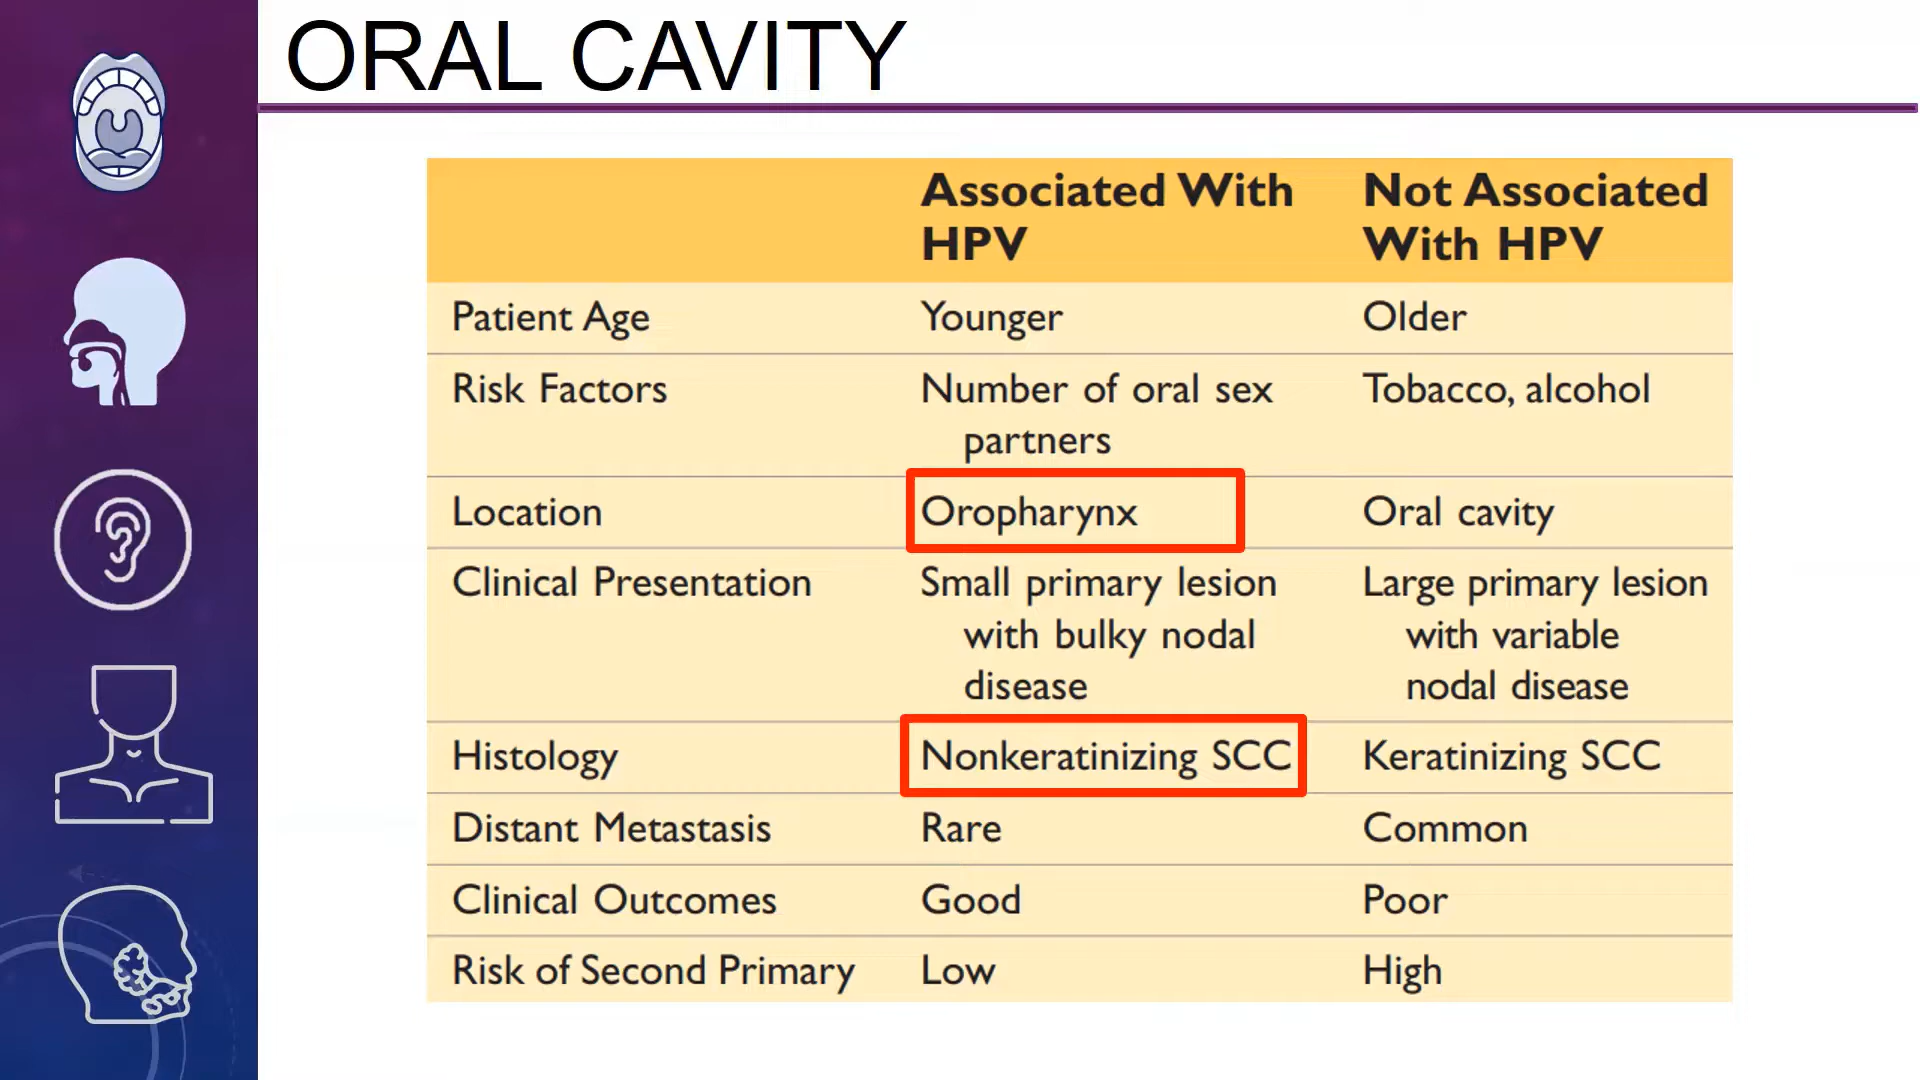 ORAL CAVITY
Associated With Not Associated
HPV With HPV
Patient Age Younger Older
Risk Factors Number of oral sex Tobacco, alcohol
partners
Location Oropharynx Oral cavity
Clinical Presentation Small primary lesion Large primary lesion
with bulky nodal with variable
disease nodal disease
Histology Nonkeratinizing SCC Keratinizing SCC
Distant Metastasis Rare Common
Clinical Outcomes Good Poor
Risk of Second Primary Low High